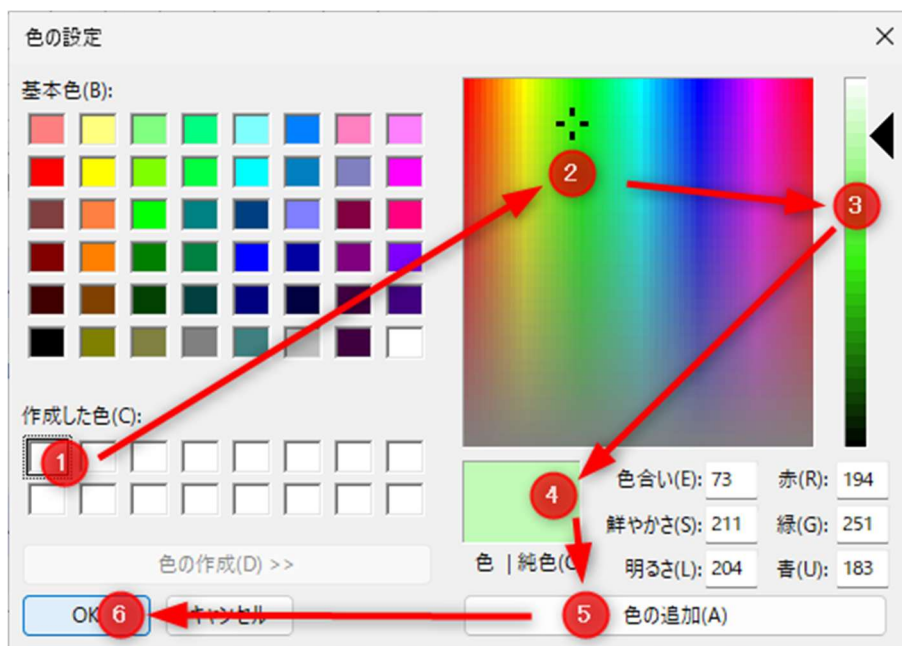 色の設定
基本色(B):
作成した色(C):
色の作成(D) >>
OK
キャンセル
1
2
3
4
5
6
色 | 純色(O
色合い(E): 73
赤(R): 194
鮮やかさ(S): 211
緑(G): 251
明るさ(L): 204
青(U): 183
色の追加(A)